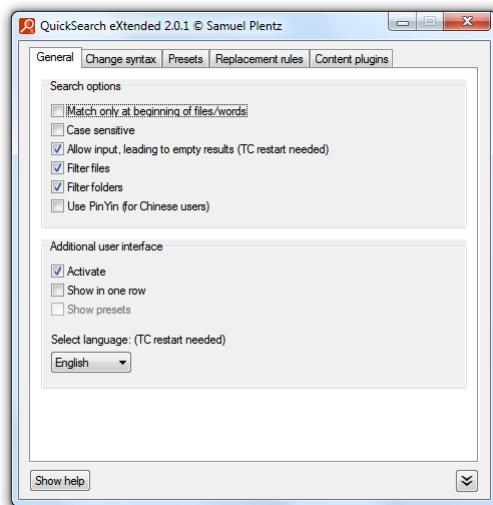 QuickSearch eXtended 2.0.1 © Samuel Plentz
General Change syntax Presets Replacement rules Content plugins
Search options
Match only at beginning of files/words
Case sensitive
Allow input, leading to empty results (TC restart needed)
Filter files
Filter folders
Use PinYin (for Chinese users)
Additional user interface
Activate
Show in one row
Show presets
Select language: (TC restart needed)
English
Show help